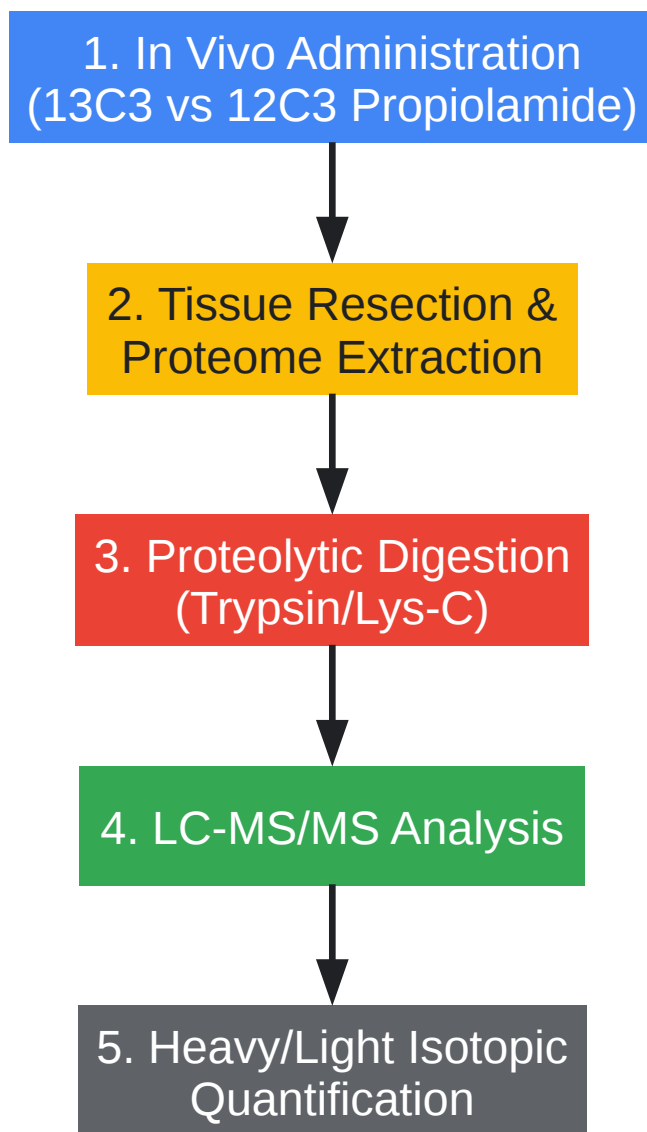 1. In Vivo Administration
(13C3 vs 12C3 Propiolamide)
2. Tissue Resection &
Proteome Extraction
3. Proteolytic Digestion
(Trypsin/Lys-C)
4. LC-MS/MS Analysis
5. Heavy/Light Isotopic
Quantification